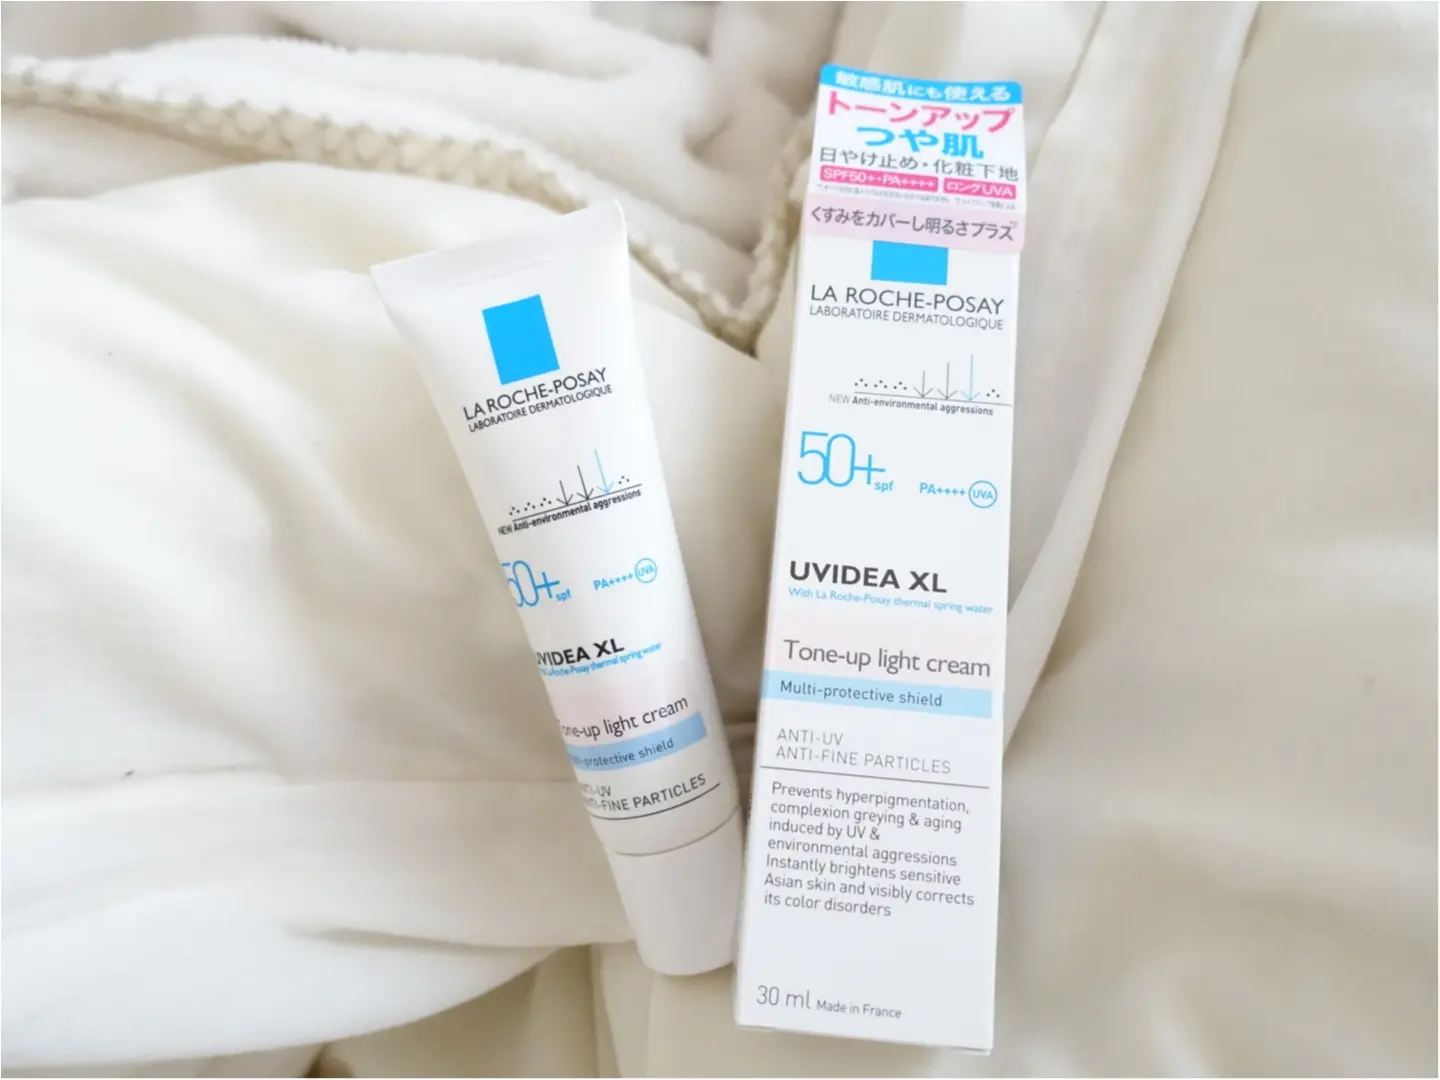 LA ROCHE-POSAY
LABORATOIRE DERMATOLOGIQUE
NEW Anti-environmental aggressions
50+ spf PA++++ UVA
UVIDEA XL
La Roche-Posay thermal spring water
Tone-up light cream
protective shield
ANTI-UV
ANTI-FINE PARTICLES
敏感肌にも使える
トーンアップ
つや肌
日やけ止め・化粧下地
SPF50+・PA++++ ロングUVA
くすみをカバーし明るさプラス
LA ROCHE-POSAY
LABORATOIRE DERMATOLOGIQUE
NEW Anti-environmental aggressions
50+ spf PA++++ UVA
UVIDEA XL
With La Roche-Posay thermal spring water
Tone-up light cream
Multi-protective shield
ANTI-UV
ANTI-FINE PARTICLES
Prevents hyperpigmentation,
complexion greying & aging
induced by UV &
environmental aggressions
Instantly brightens sensitive
Asian skin and visibly corrects
its color disorders
30 ml Made in France